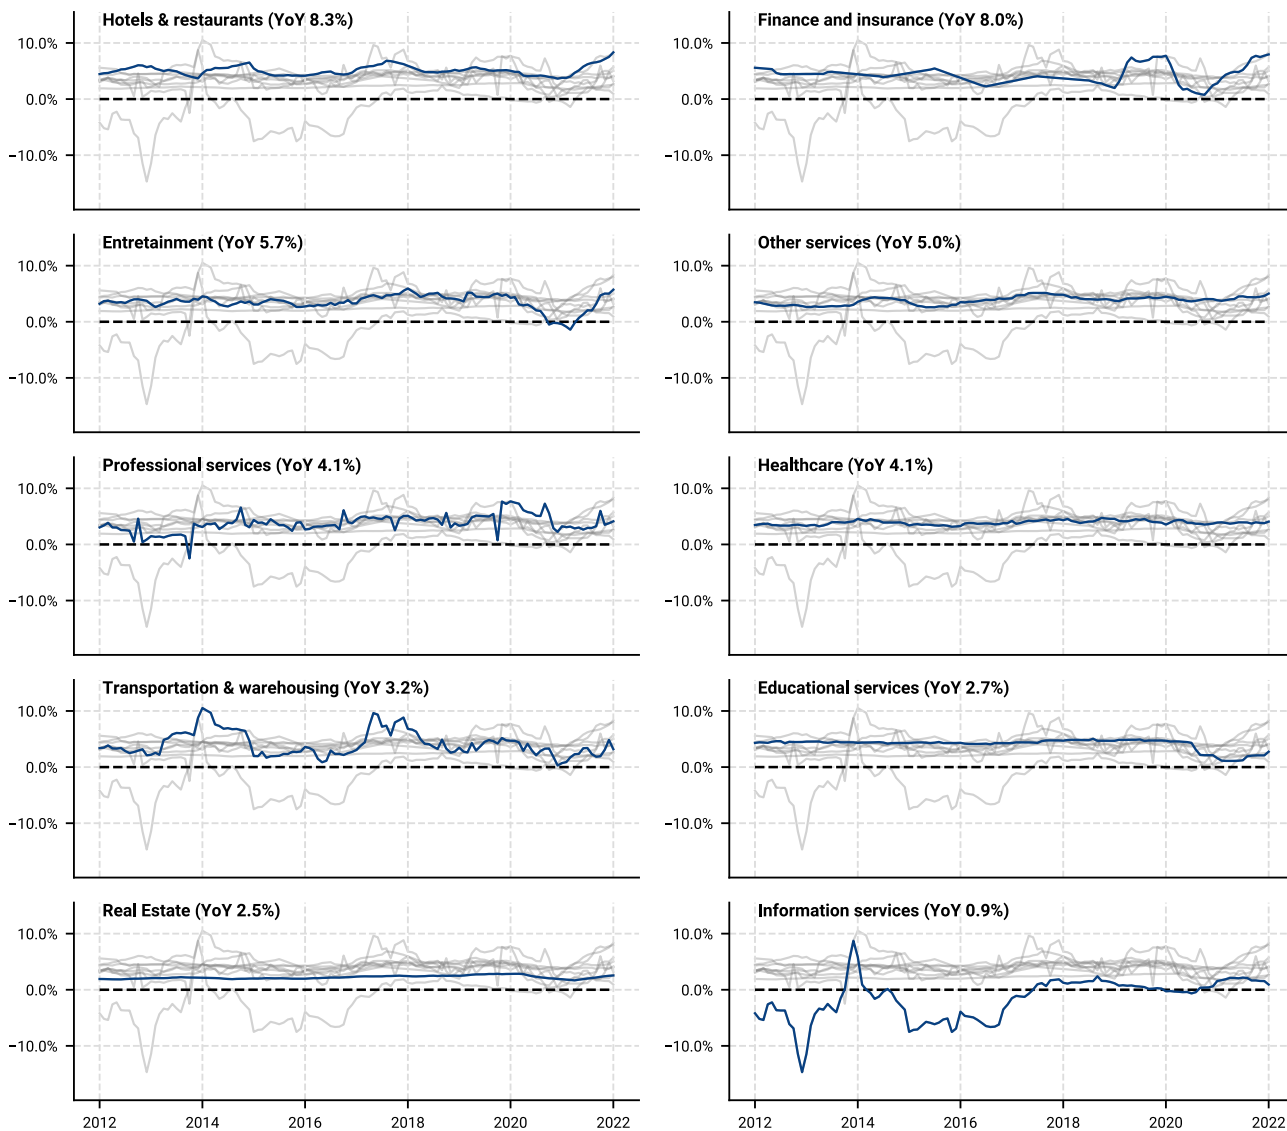 Hotels & restaurants (YoY 8.3%)
10.0%
0.0%
−10.0%
Finance and insurance (YoY 8.0%)
10.0%
0.0%
−10.0%
Entretainment (YoY 5.7%)
10.0%
0.0%
−10.0%
Other services (YoY 5.0%)
10.0%
0.0%
−10.0%
Professional services (YoY 4.1%)
10.0%
0.0%
−10.0%
Healthcare (YoY 4.1%)
10.0%
0.0%
−10.0%
Transportation & warehousing (YoY 3.2%)
10.0%
0.0%
−10.0%
Educational services (YoY 2.7%)
10.0%
0.0%
−10.0%
Real Estate (YoY 2.5%)
10.0%
0.0%
−10.0%
2012 2014 2016 2018 2020 2022
Information services (YoY 0.9%)
10.0%
0.0%
−10.0%
2012 2014 2016 2018 2020 2022